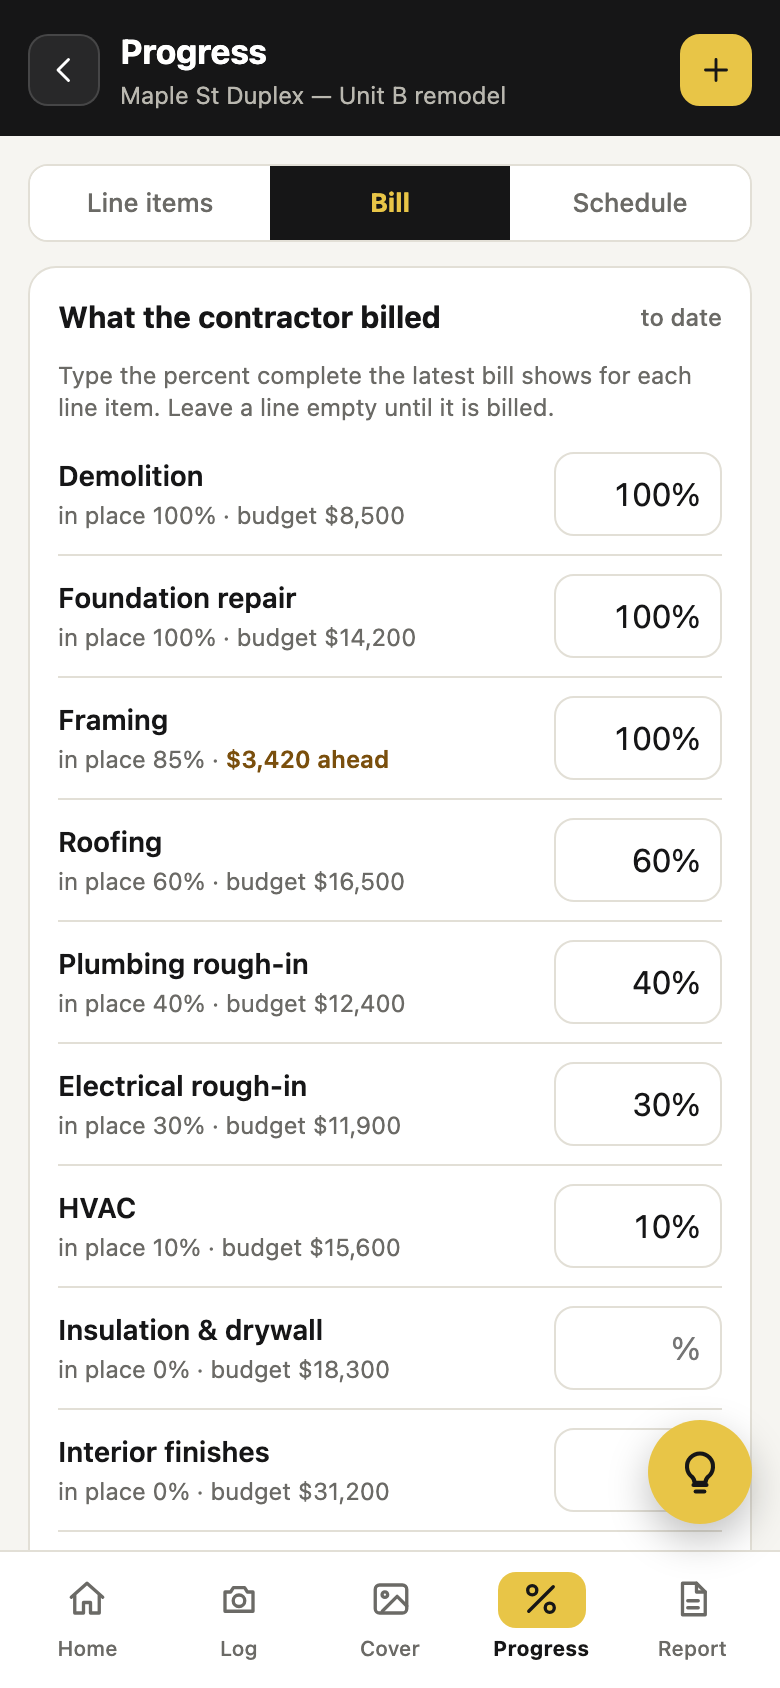 Progress
Maple St Duplex — Unit B remodel
Line items
Bill
Schedule
What the contractor billed
to date
Type the percent complete the latest bill shows for each
line item. Leave a line empty until it is billed.
Demolition
in place 100% · budget $8,500
100%
Foundation repair
in place 100% · budget $14,200
100%
Framing
in place 85% · $3,420 ahead
100%
Roofing
in place 60% · budget $16,500
60%
Plumbing rough-in
in place 40% · budget $12,400
40%
Electrical rough-in
in place 30% · budget $11,900
30%
HVAC
in place 10% · budget $15,600
10%
Insulation & drywall
in place 0% · budget $18,300
%
Interior finishes
in place 0% · budget $31,200
Home
Log
Cover
Progress
Report